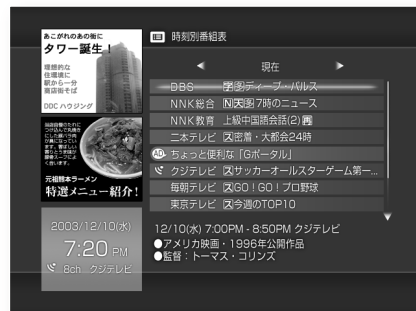 あこがれのあの街に
タワー誕生!
理想的な
住環境に
駅から一分
商店街そば
DDC ハウジング
元祖熊本ラーメン
特選メニュー紹介!
2003/12/10(水)
7:20 PM
8ch クジテレビ
時刻別番組表
現在
DBS 字多ディープ・パルス
NNK総合 N天多7時のニュース
NNK教育 上級中国語会話(2)再
二本テレビ ス密着・大都会24時
AD ちょっと便利な「Gポータル」
クジテレビ スサッカーオールスターゲーム第一...
毎朝テレビ スGO!GO!プロ野球
東京テレビ ス今週のTOP10
12/10(水) 7:00PM - 8:50PM クジテレビ
●アメリカ映画・1996年公開作品
●監督:トーマス・コリンズ